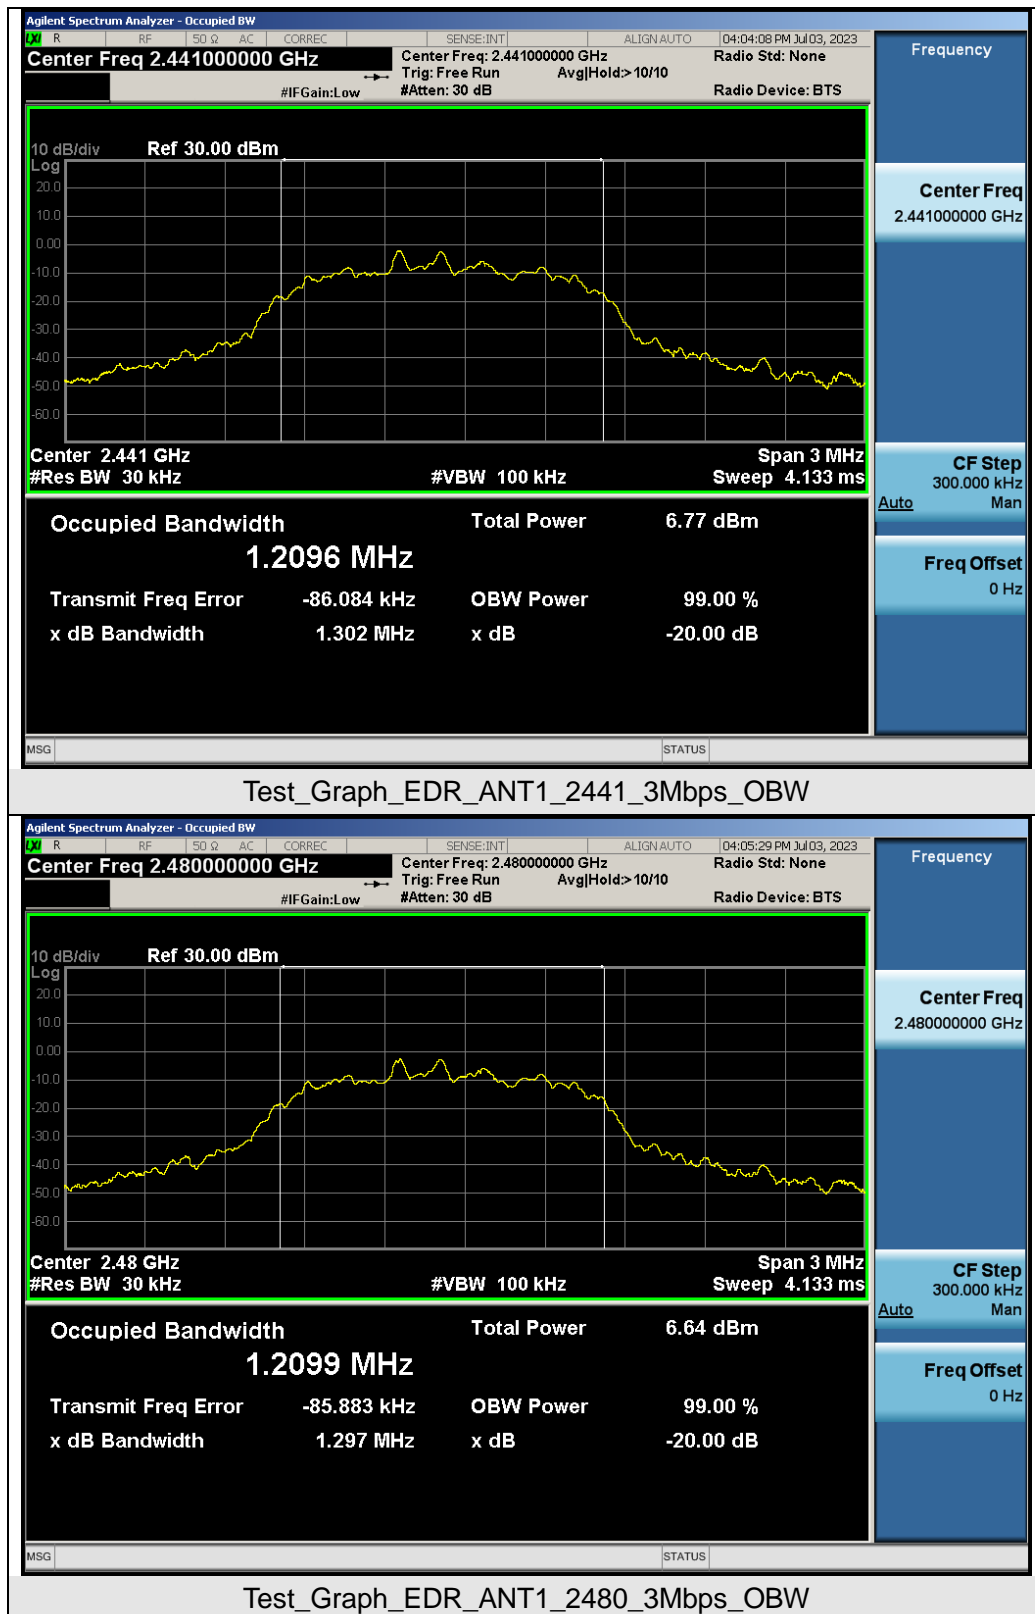 Agilent Spectrum Analyzer - Occupied BW
LXI R RF 50 Ω AC CORREC SENSE:INT ALIGN AUTO 04:04:08 PM Jul 03, 2023
Center Freq 2.441000000 GHz Center Freq: 2.441000000 GHz Radio Std: None
Trig: Free Run Avg|Hold:>10/10
#IFGain:Low #Atten: 30 dB Radio Device: BTS
Frequency
10 dB/div Ref 30.00 dBm
Log
20.0
10.0
0.00
-10.0
-20.0
-30.0
-40.0
-50.0
-60.0
Center 2.441 GHz Span 3 MHz
#Res BW 30 kHz #VBW 100 kHz Sweep 4.133 ms
Center Freq
2.441000000 GHz
CF Step
300.000 kHz
Auto Man
Freq Offset
0 Hz
Occupied Bandwidth Total Power 6.77 dBm
1.2096 MHz
Transmit Freq Error -86.084 kHz OBW Power 99.00 %
x dB Bandwidth 1.302 MHz x dB -20.00 dB
MSG STATUS
Test_Graph_EDR_ANT1_2441_3Mbps_OBW
Agilent Spectrum Analyzer - Occupied BW
LXI R RF 50 Ω AC CORREC SENSE:INT ALIGN AUTO 04:05:29 PM Jul 03, 2023
Center Freq 2.480000000 GHz Center Freq: 2.480000000 GHz Radio Std: None
Trig: Free Run Avg|Hold:>10/10
#IFGain:Low #Atten: 30 dB Radio Device: BTS
Frequency
10 dB/div Ref 30.00 dBm
Log
20.0
10.0
0.00
-10.0
-20.0
-30.0
-40.0
-50.0
-60.0
Center 2.48 GHz Span 3 MHz
#Res BW 30 kHz #VBW 100 kHz Sweep 4.133 ms
Center Freq
2.480000000 GHz
CF Step
300.000 kHz
Auto Man
Freq Offset
0 Hz
Occupied Bandwidth Total Power 6.64 dBm
1.2099 MHz
Transmit Freq Error -85.883 kHz OBW Power 99.00 %
x dB Bandwidth 1.297 MHz x dB -20.00 dB
MSG STATUS
Test_Graph_EDR_ANT1_2480_3Mbps_OBW